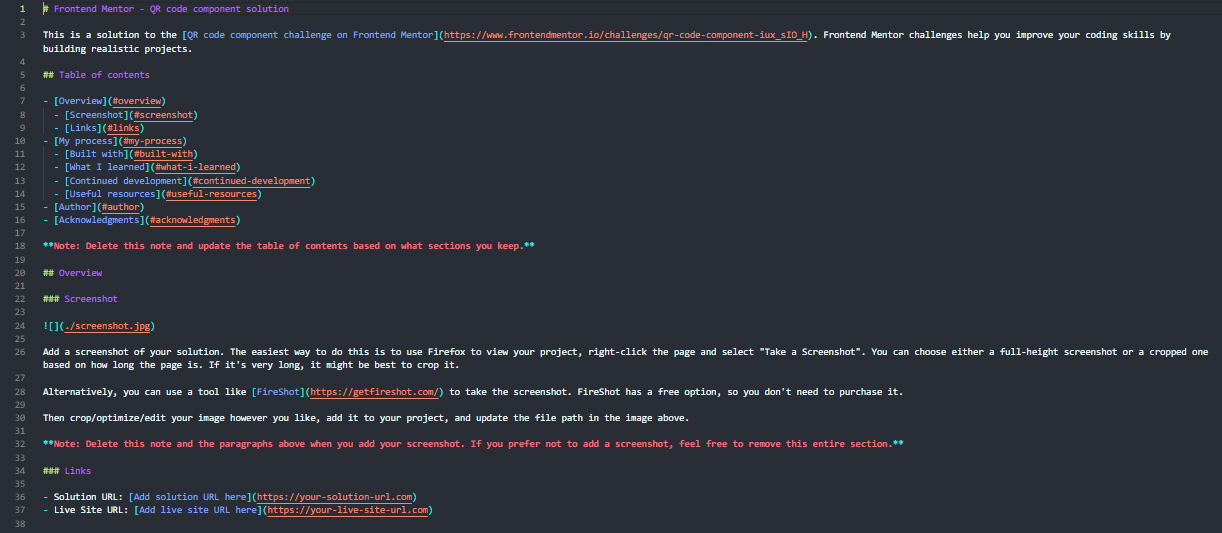 1 # Frontend Mentor - QR code component solution
2
3 This is a solution to the [QR code component challenge on Frontend Mentor](https://www.frontendmentor.io/challenges/qr-code-component-iux_sIO_H). Frontend Mentor challenges help you improve your coding skills by
building realistic projects.
4
5 ## Table of contents
6
7 - [Overview](#overview)
8   - [Screenshot](#screenshot)
9   - [Links](#links)
10 - [My process](#my-process)
11   - [Built with](#built-with)
12   - [What I learned](#what-i-learned)
13   - [Continued development](#continued-development)
14   - [Useful resources](#useful-resources)
15 - [Author](#author)
16 - [Acknowledgments](#acknowledgments)
17
18 **Note: Delete this note and update the table of contents based on what sections you keep.**
19
20 ## Overview
21
22 ### Screenshot
23
24 ![](./screenshot.jpg)
25
26 Add a screenshot of your solution. The easiest way to do this is to use Firefox to view your project, right-click the page and select "Take a Screenshot". You can choose either a full-height screenshot or a cropped one
based on how long the page is. If it's very long, it might be best to crop it.
27
28 Alternatively, you can use a tool like [FireShot](https://getfireshot.com/) to take the screenshot. FireShot has a free option, so you don't need to purchase it.
29
30 Then crop/optimize/edit your image however you like, add it to your project, and update the file path in the image above.
31
32 **Note: Delete this note and the paragraphs above when you add your screenshot. If you prefer not to add a screenshot, feel free to remove this entire section.**
33
34 ### Links
35
36 - Solution URL: [Add solution URL here](https://your-solution-url.com)
37 - Live Site URL: [Add live site URL here](https://your-live-site-url.com)
38